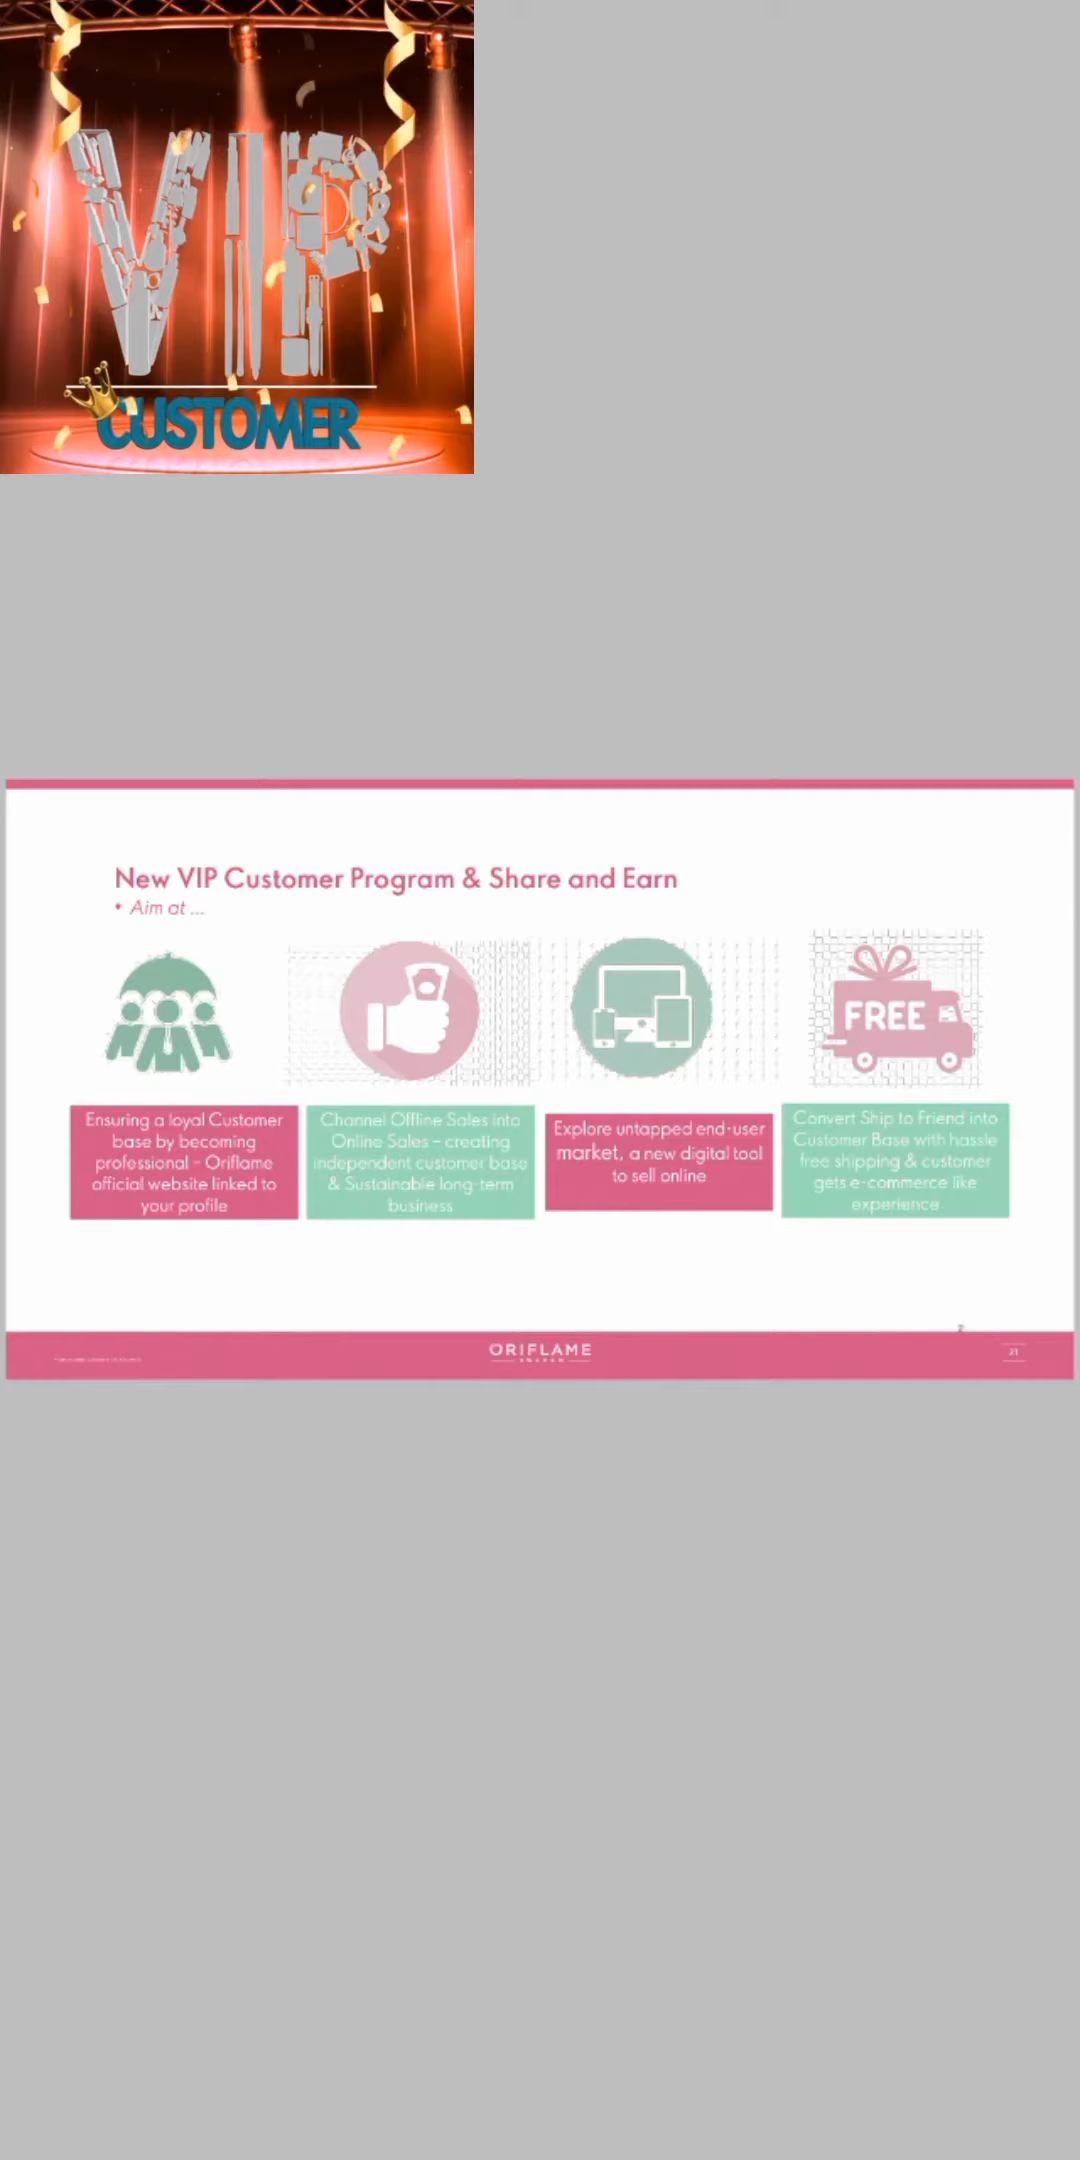 VIP
CUSTOMER
New VIP Customer Program & Share and Earn
• Aim at ...
FREE
Ensuring a loyal Customer
base by becoming
professional – Oriflame
official website linked to
your profile
Channel Offline Sales into
Online Sales – creating
independent customer base
& Sustainable long-term
business
Explore untapped end-user
market, a new digital tool
to sell online
Convert Ship to Friend into
Customer Base with hassle
free shipping & customer
gets e-commerce like
experience
ORIFLAME
SWEDEN
21